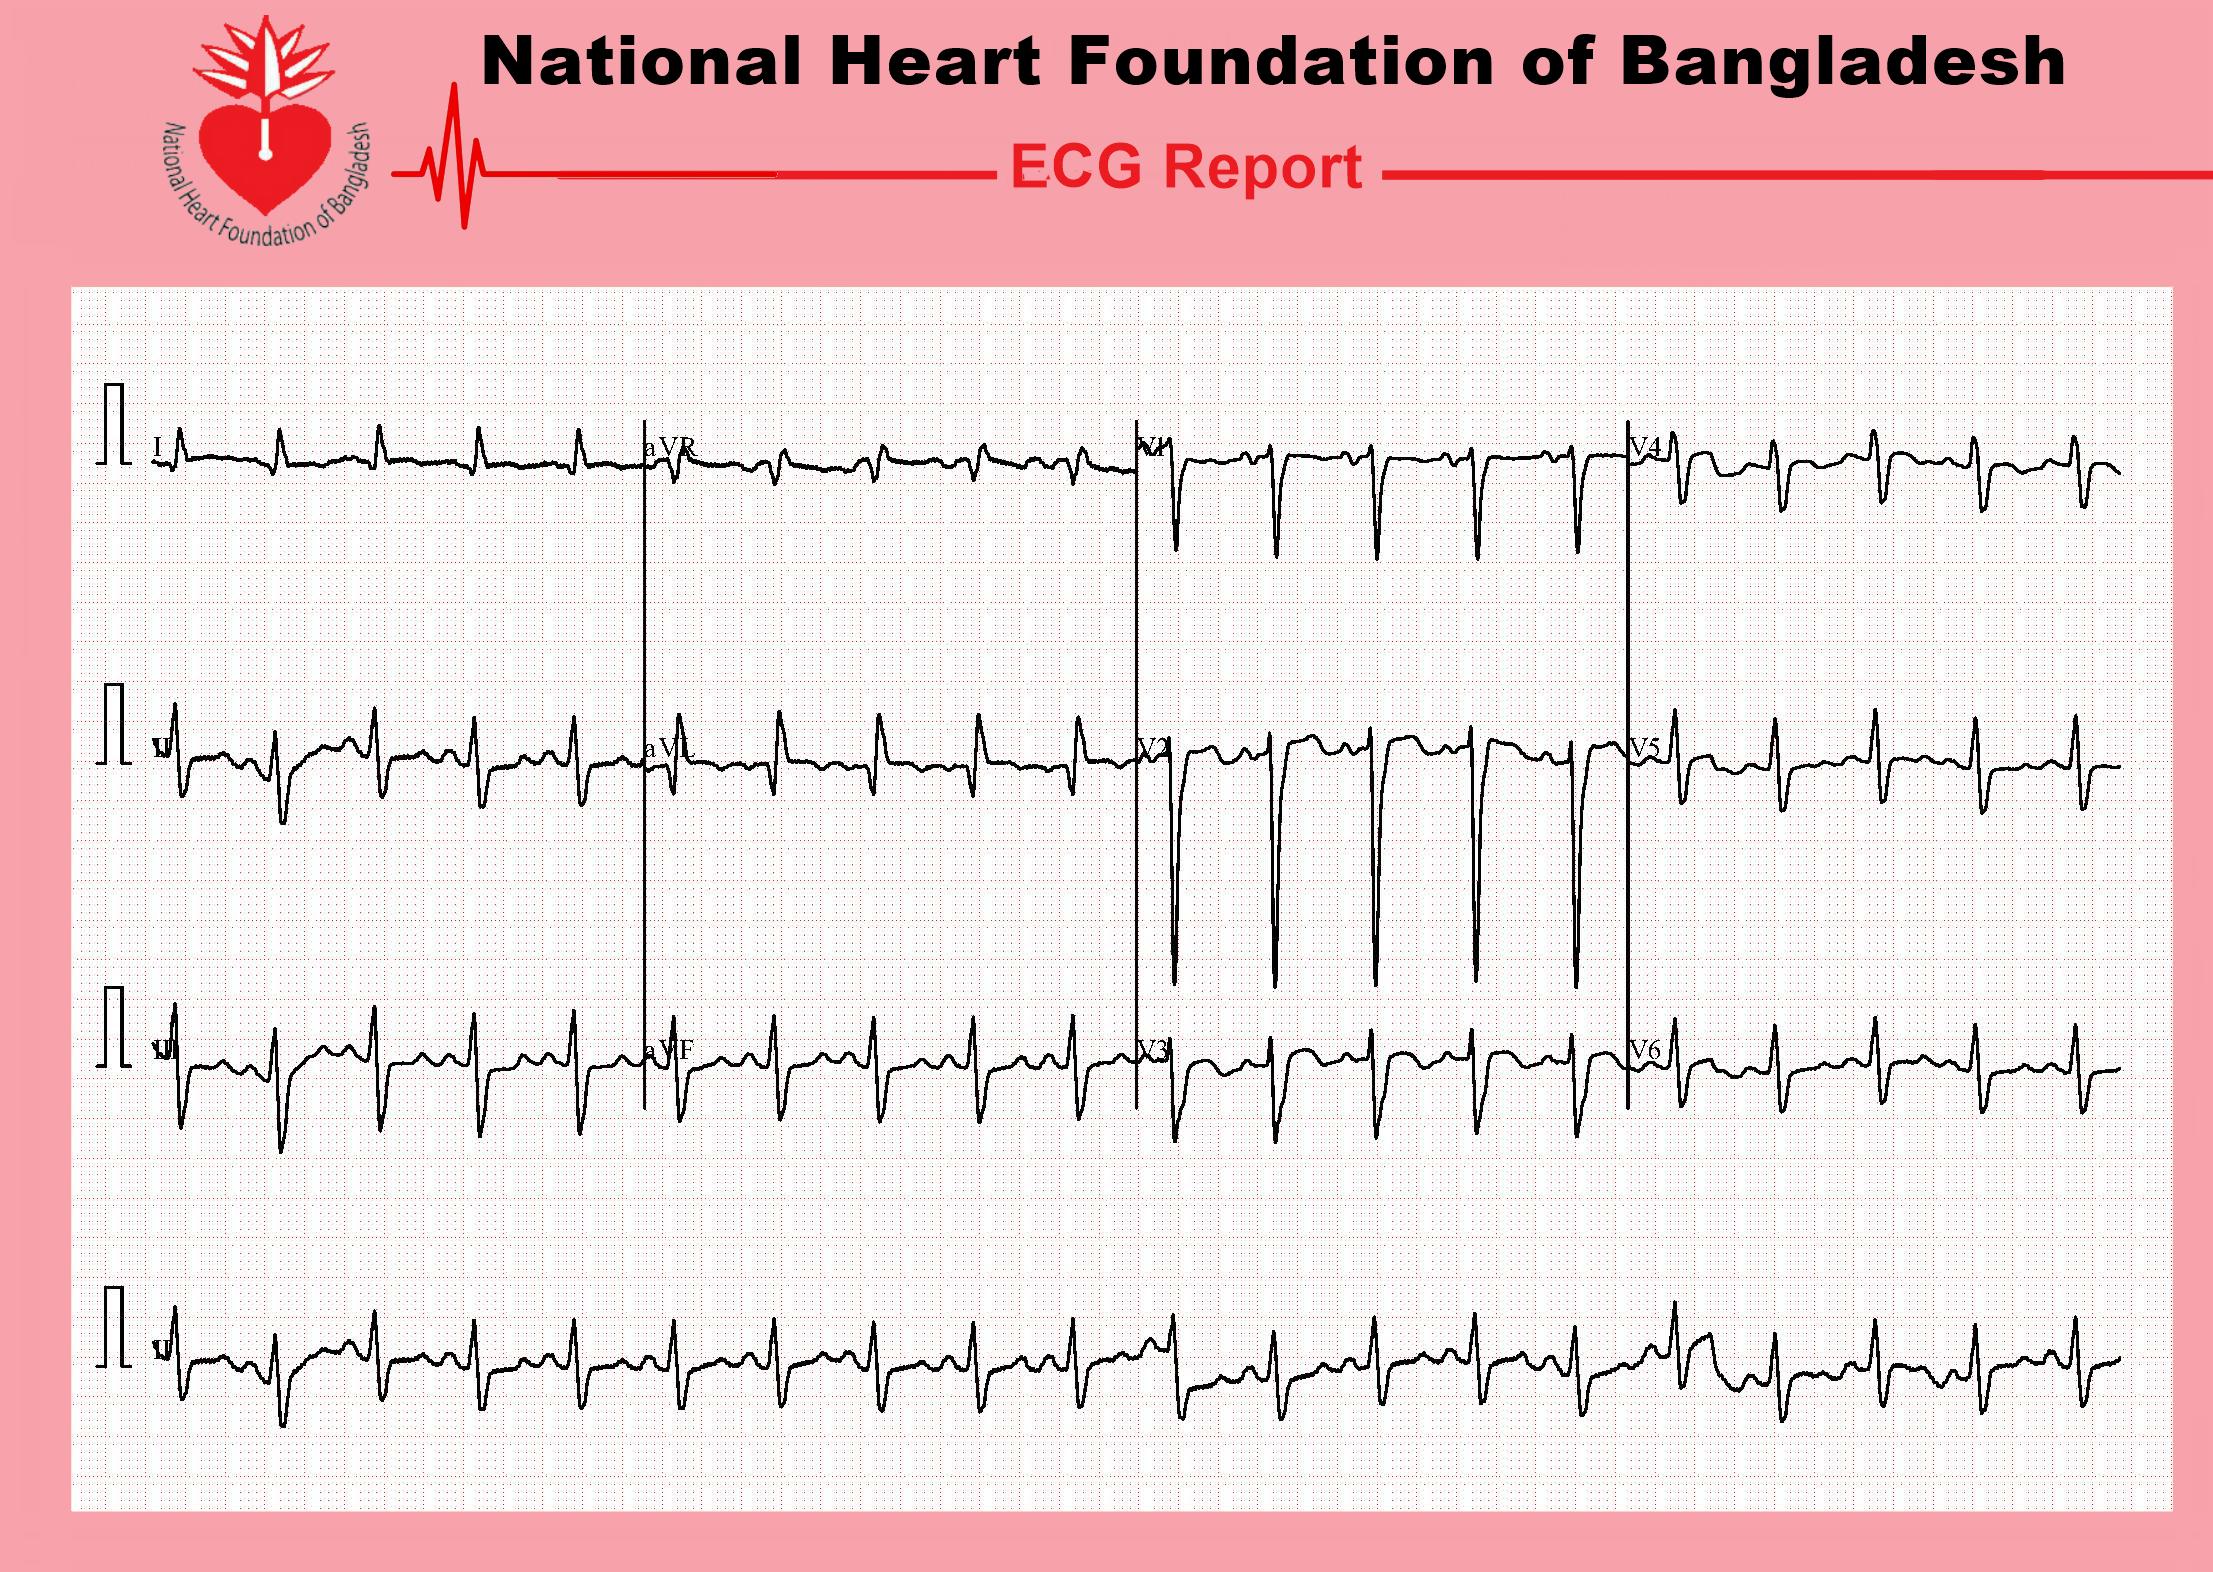 National Heart Foundation of Bangladesh
National Heart Foundation of Bangladesh
ECG Report
I aVR V1 V4
II aVL V2 V5
III aVF V3 V6
II